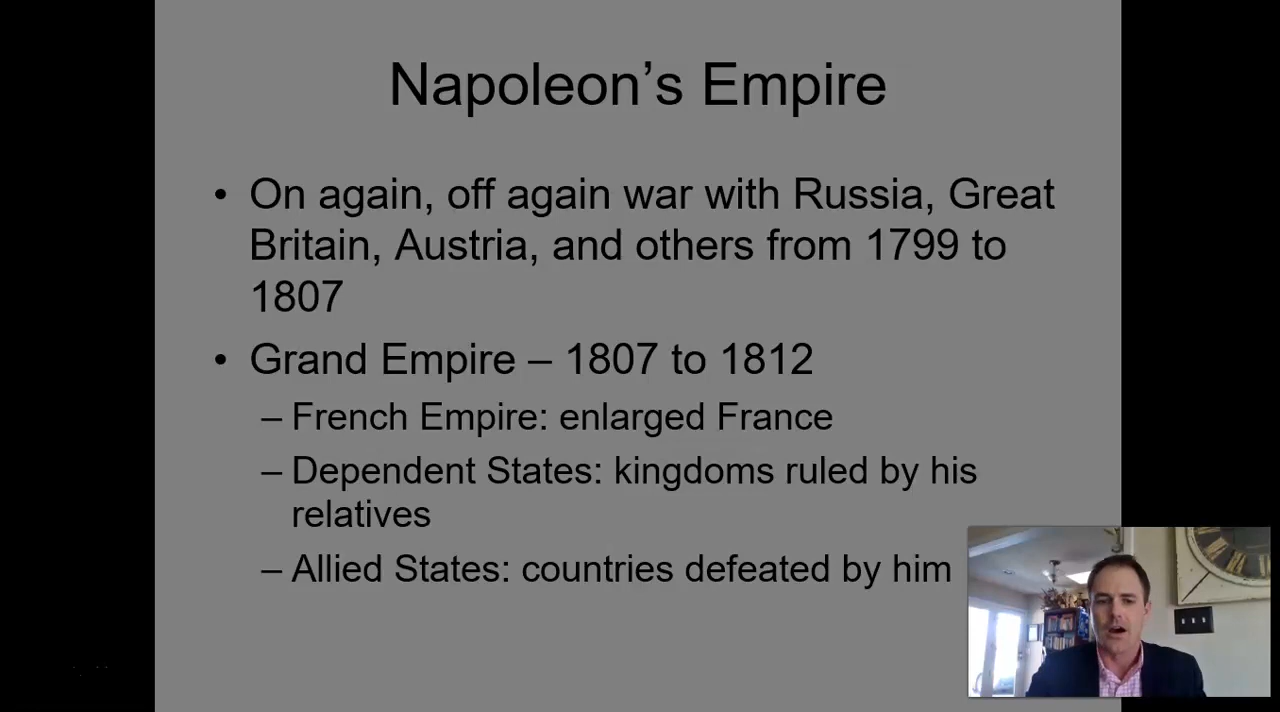 Napoleon’s Empire
• On again, off again war with Russia, Great
Britain, Austria, and others from 1799 to
1807
• Grand Empire – 1807 to 1812
– French Empire: enlarged France
– Dependent States: kingdoms ruled by his
relatives
– Allied States: countries defeated by him